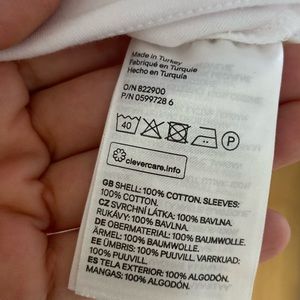 Made in Turkey
Fabriqué en Turquie
Hecho en Turquía
O/N 822900
P/N 0599728 6
40
P
clevercare.info
GB SHELL: 100% COTTON. SLEEVES:
100% COTTON.
CZ SVRCHNÍ LÁTKA: 100% BAVLNA.
RUKÁVY: 100% BAVLNA.
DE OBERMATERIAL: 100% BAUMWOLLE.
ÄRMEL: 100% BAUMWOLLE.
EE ÜMBRIS: 100% PUUVILL. VARRUKAD:
100% PUUVILL.
ES TELA EXTERIOR: 100% ALGODÓN.
MANGAS: 100% ALGODÓN.